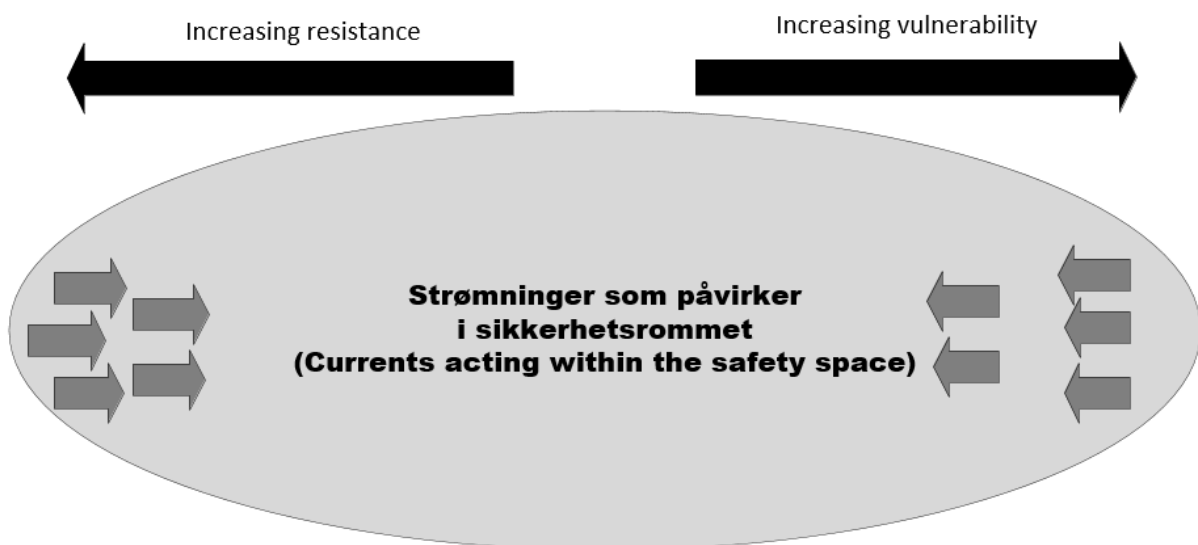 Increasing resistance
Increasing vulnerability
Strømninger som påvirker
i sikkerhetsrommet
(Currents acting within the safety space)